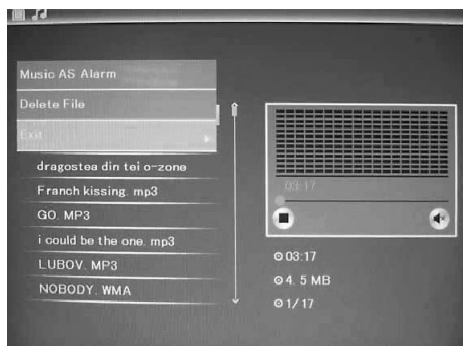 Music AS Alarm
Delete File
Exit
dragostea din tei o-zone
Franch kissing. mp3
GO. MP3
i could be the one. mp3
LUBOV. MP3
NOBODY. WMA
03:17
03:17
4. 5 MB
1/17